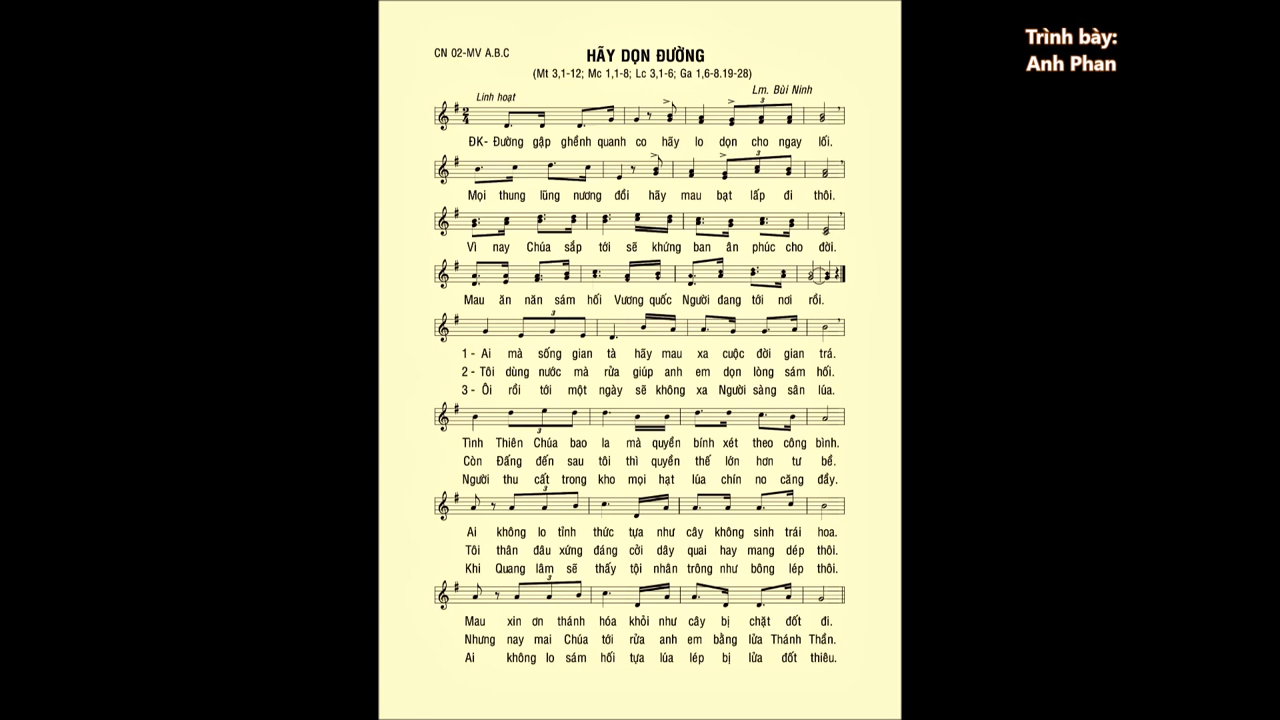 Trình bày:
Anh Phan
CN 02-MV A.B.C
HÃY DỌN ĐƯỜNG
(Mt 3,1-12; Mc 1,1-8; Lc 3,1-6; Ga 1,6-8.19-28)
Lm. Bùi Ninh
Linh hoạt
2
4
3
ĐK- Đường gập ghềnh quanh co hãy lo dọn cho ngay lối.
3
Mọi thung lũng nương đồi hãy mau bạt lấp đi thôi.
Vì nay Chúa sắp tới sẽ khứng ban ân phúc cho đời.
Mau ăn năn sám hối Vương quốc Người đang tới nơi rồi.
3
1 - Ai mà sống gian tà hãy mau xa cuộc đời gian trá.
2 - Tôi dùng nước mà rửa giúp anh em dọn lòng sám hối.
3 - Ôi rồi tới một ngày sẽ không xa Người sàng sân lúa.
3
Tình Thiên Chúa bao la mà quyền bính xét theo công bình.
Còn Đấng đến sau tôi thì quyền thế lớn hơn tư bề.
Người thu cất trong kho mọi hạt lúa chín no căng đầy.
3
Ai không lo tỉnh thức tựa như cây không sinh trái hoa.
Tôi thân đâu xứng đáng cởi dây quai hay mang dép thôi.
Khi Quang lâm sẽ thấy tội nhân trông như bông lép thôi.
3
Mau xin ơn thánh hóa khỏi như cây bị chặt đốt đi.
Nhưng nay mai Chúa tới rửa anh em bằng lửa Thánh Thần.
Ai không lo sám hối tựa lúa lép bị lửa đốt thiêu.